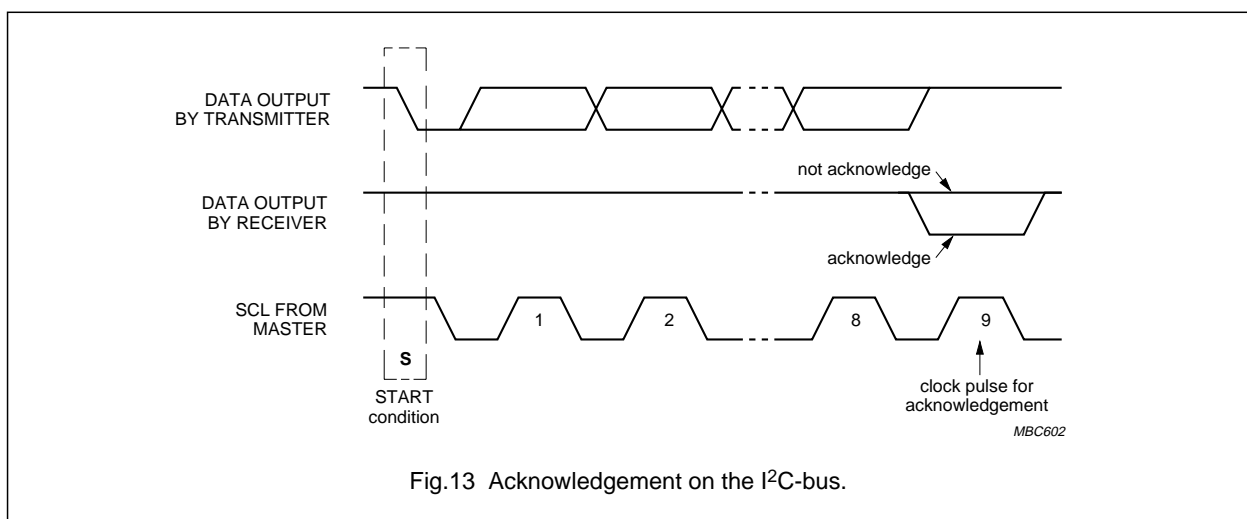 DATA OUTPUT
BY TRANSMITTER
not acknowledge
DATA OUTPUT
BY RECEIVER
acknowledge
SCL FROM
MASTER
1
2
8
9
S
START
condition
clock pulse for
acknowledgement
MBC602
Fig.13 Acknowledgement on the I²C-bus.